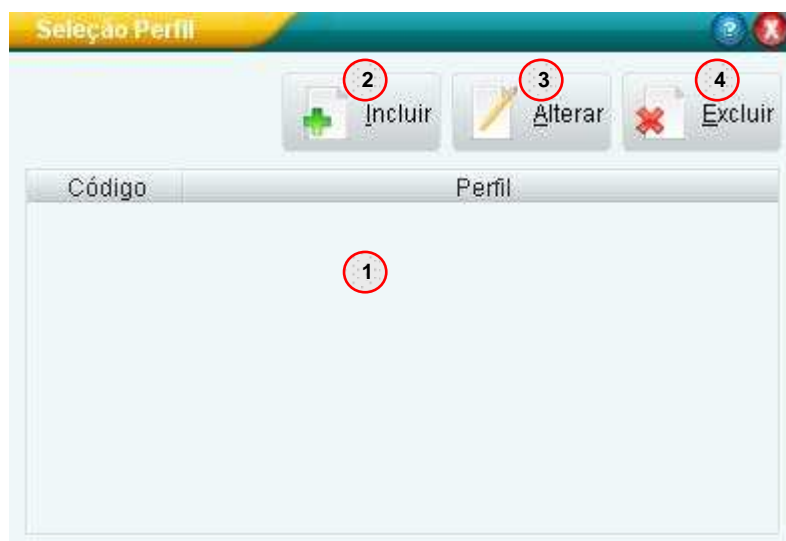 Seleção Perfil ?
2 3 4
Incluir Alterar Excluir
Código Perfil
1